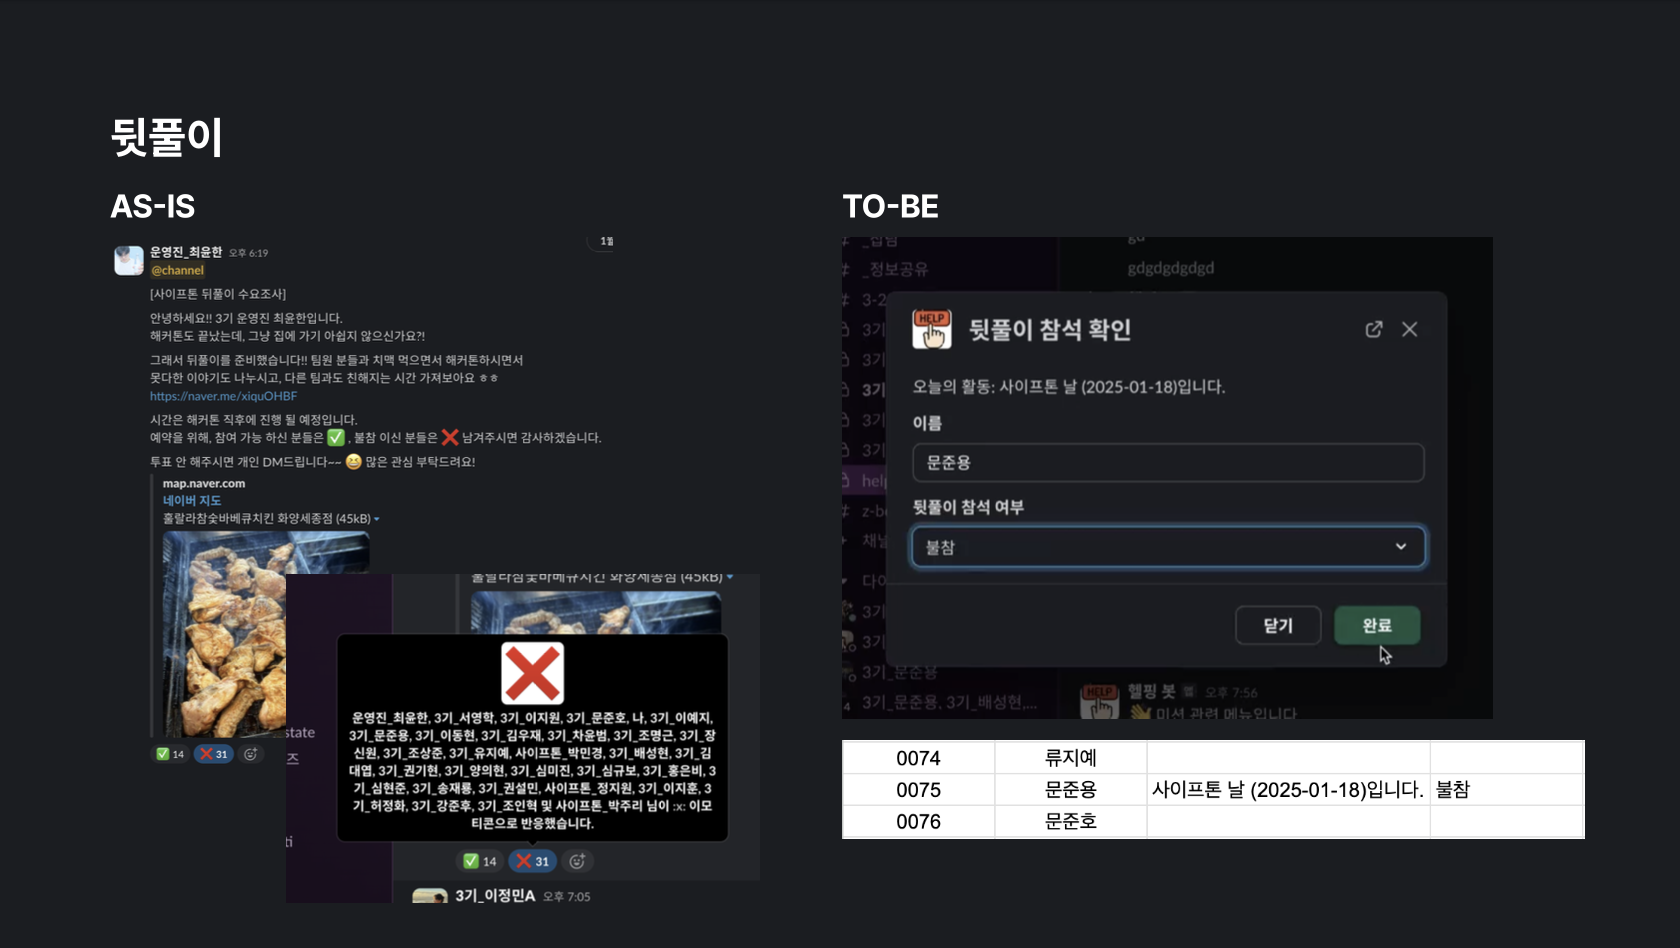 뒷풀이
AS-IS
운영진_최윤한 오후 6:19
@channel
[사이프톤 뒤풀이 수요조사]
안녕하세요!! 3기 운영진 최윤한입니다.
해커톤도 끝났는데, 그냥 집에 가기 아쉽지 않으신가요?!
그래서 뒤풀이를 준비했습니다!! 팀원 분들과 치맥 먹으면서 해커톤하시면서
못다한 이야기도 나누시고, 다른 팀과도 친해지는 시간 가져보아요 ㅎㅎ
https://naver.me/xiquOHBF
시간은 해커톤 직후에 진행 될 예정입니다.
예약을 위해, 참여 가능 하신 분들은 ✅ , 불참 이신 분들은 ❌ 남겨주시면 감사하겠습니다.
투표 안 해주시면 개인 DM드립니다~~ 😆 많은 관심 부탁드려요!
map.naver.com
네이버 지도
훌랄라참숯바베큐치킨 화양세종점 (45kB)
✅ 14 ❌ 31
state
즈
훌랄라참숯바베큐치킨 화양세종점 (45kB)
운영진_최윤한, 3기_서영학, 3기_이지원, 3기_문준호, 나, 3기_이예지,
3기_문준용, 3기_이동현, 3기_김우재, 3기_차윤범, 3기_조명근, 3기_장
신원, 3기_조상준, 3기_유지예, 사이프톤_박민경, 3기_배성현, 3기_김
대엽, 3기_권기현, 3기_양의현, 3기_심미진, 3기_심규보, 3기_홍은비, 3
기_심현준, 3기_송재룡, 3기_권설민, 사이프톤_정지원, 3기_이지훈, 3
기_허정화, 3기_강준후, 3기_조인혁 및 사이프톤_박주리 님이 :x: 이모
티콘으로 반응했습니다.
ti
✅ 14 ❌ 31
3기_이정민A 오후 7:05
TO-BE
_정보공유
gdgdgdgdgd
HELP
뒷풀이 참석 확인
오늘의 활동: 사이프톤 날 (2025-01-18)입니다.
이름
문준용
뒷풀이 참석 여부
불참
닫기 완료
3기_문준용
3기_문준용, 3기_배성현,...
HELP
헬핑 봇 앱 오후 7:56
👋 미션 관련 메뉴입니다
0074 류지예
0075 문준용 사이프톤 날 (2025-01-18)입니다. 불참
0076 문준호